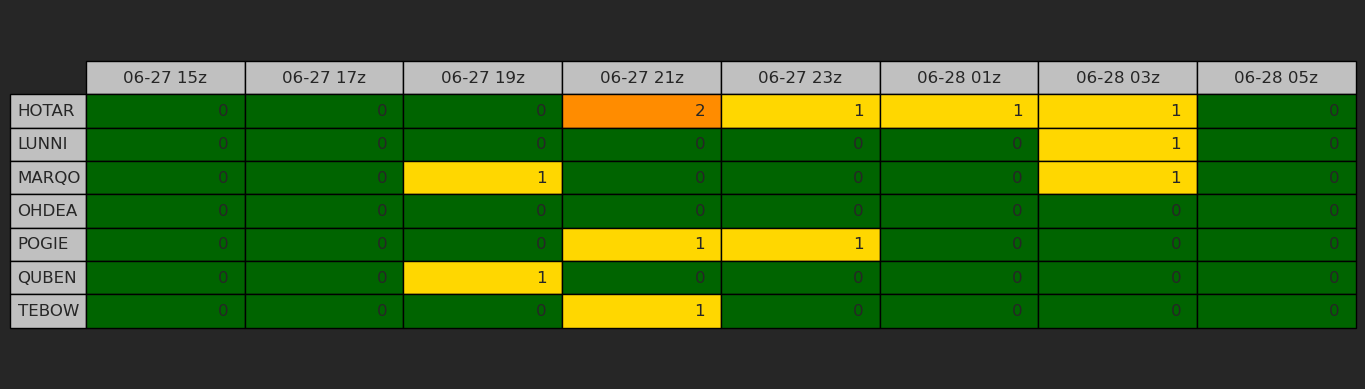 06-27 15z 06-27 17z 06-27 19z 06-27 21z 06-27 23z 06-28 01z 06-28 03z 06-28 05z
HOTAR 0 0 0 2 1 1 1 0
LUNNI 0 0 0 0 0 0 1 0
MARQO 0 0 1 0 0 0 1 0
OHDEA 0 0 0 0 0 0 0 0
POGIE 0 0 0 1 1 0 0 0
QUBEN 0 0 1 0 0 0 0 0
TEBOW 0 0 0 1 0 0 0 0